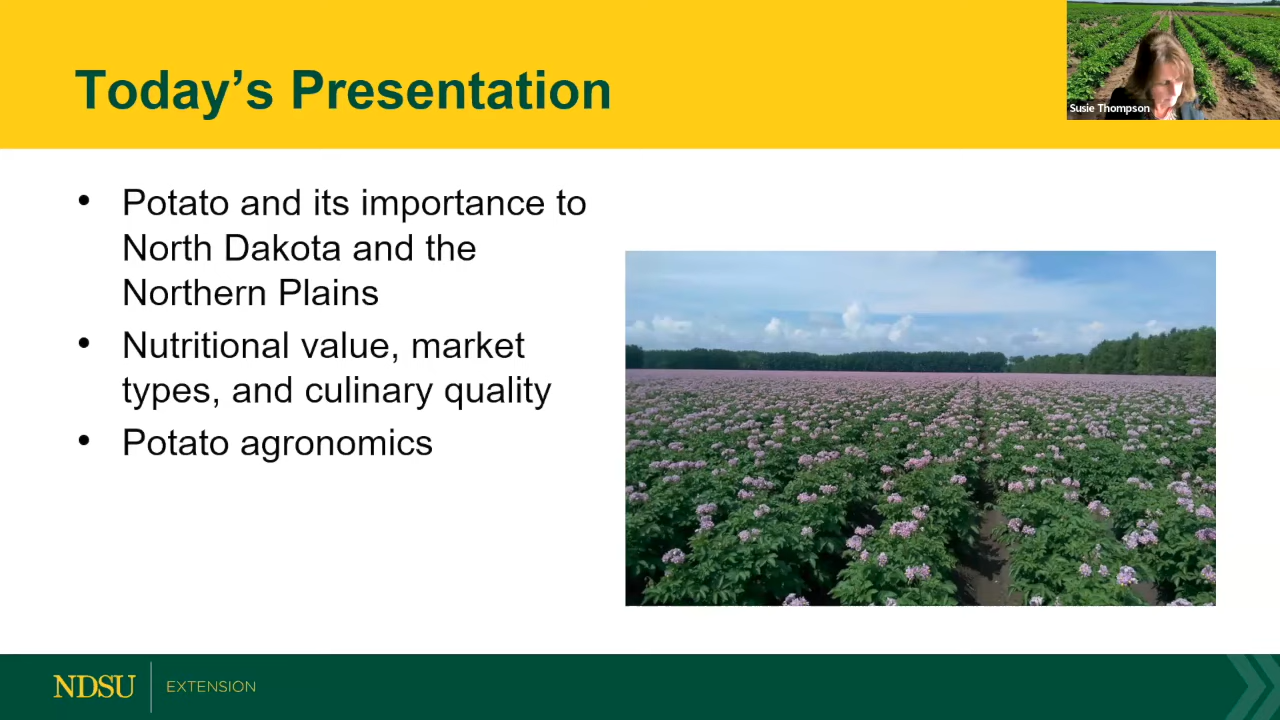 Today's Presentation
Susie Thompson
• Potato and its importance to
North Dakota and the
Northern Plains
• Nutritional value, market
types, and culinary quality
• Potato agronomics
NDSU
EXTENSION